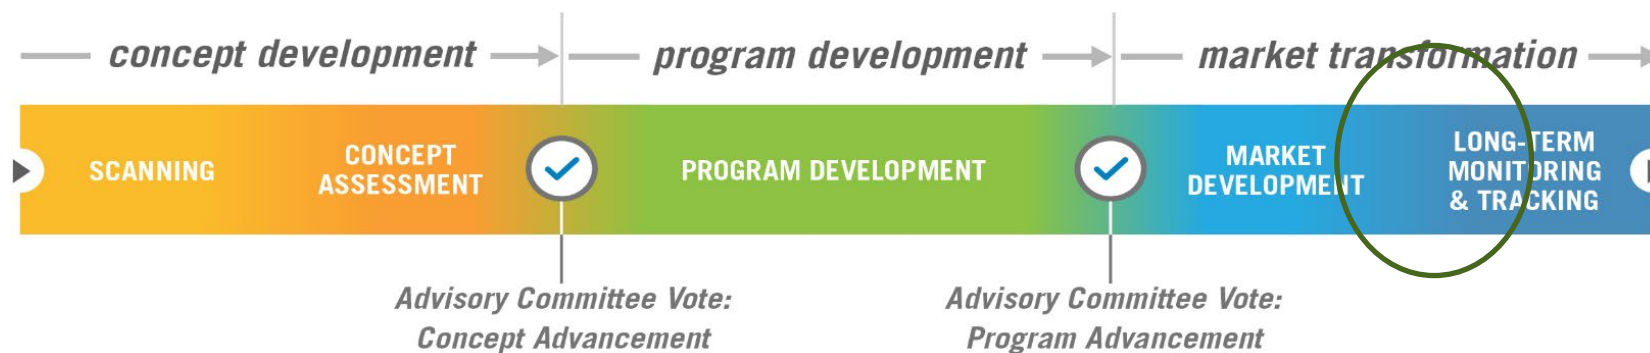 concept development
program development
market transformation
SCANNING
CONCEPT
ASSESSMENT
PROGRAM DEVELOPMENT
MARKET
DEVELOPMENT
LONG-TERM
MONITORING
& TRACKING
Advisory Committee Vote:
Concept Advancement
Advisory Committee Vote:
Program Advancement